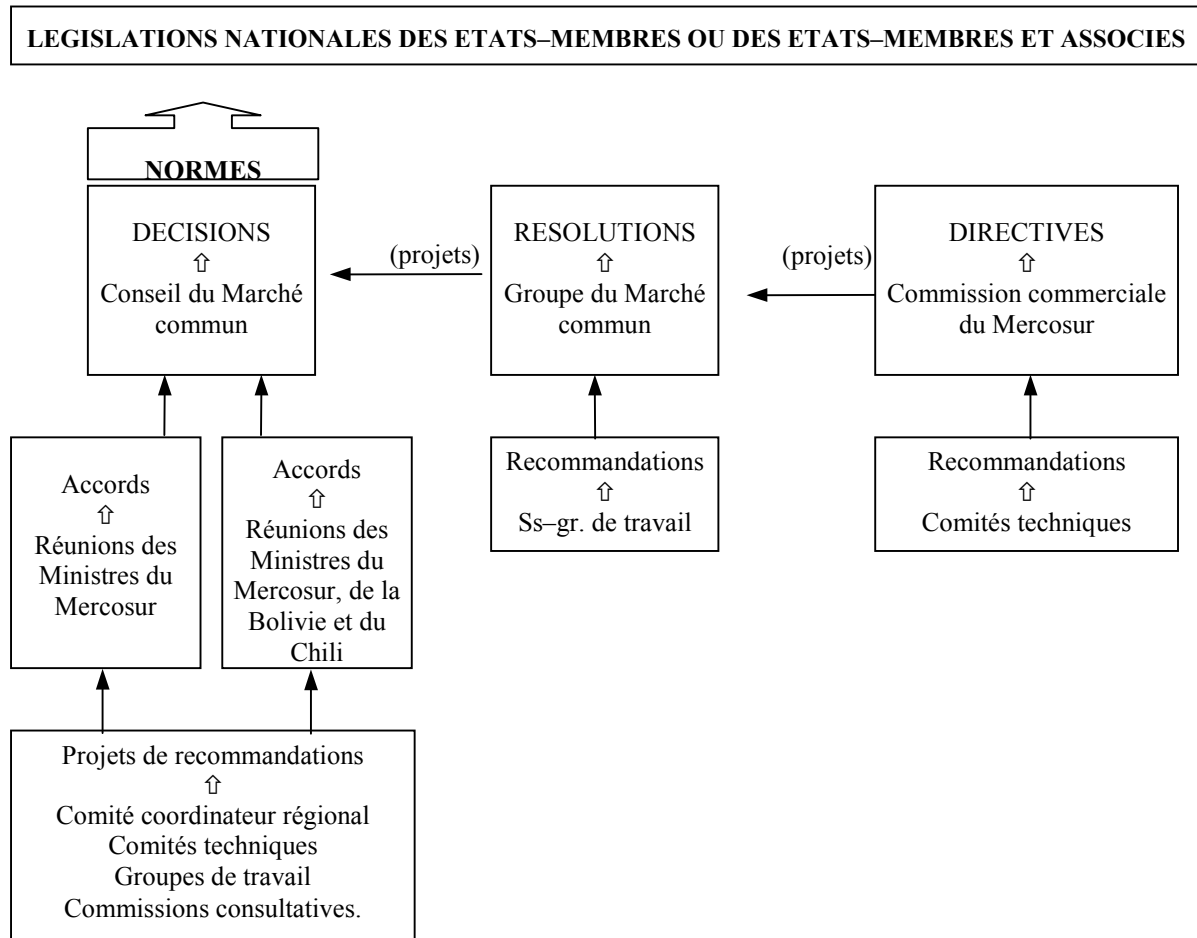 LEGISLATIONS NATIONALES DES ETATS–MEMBRES OU DES ETATS–MEMBRES ET ASSOCIES
NORMES
DECISIONS
⇧
Conseil du Marché
commun
(projets)
RESOLUTIONS
⇧
Groupe du Marché
commun
(projets)
DIRECTIVES
⇧
Commission commerciale
du Mercosur
Accords
⇧
Réunions des
Ministres du
Mercosur
Accords
⇧
Réunions des
Ministres du
Mercosur, de la
Bolivie et du
Chili
Recommandations
⇧
Ss–gr. de travail
Recommandations
⇧
Comités techniques
Projets de recommandations
⇧
Comité coordinateur régional
Comités techniques
Groupes de travail
Commissions consultatives.